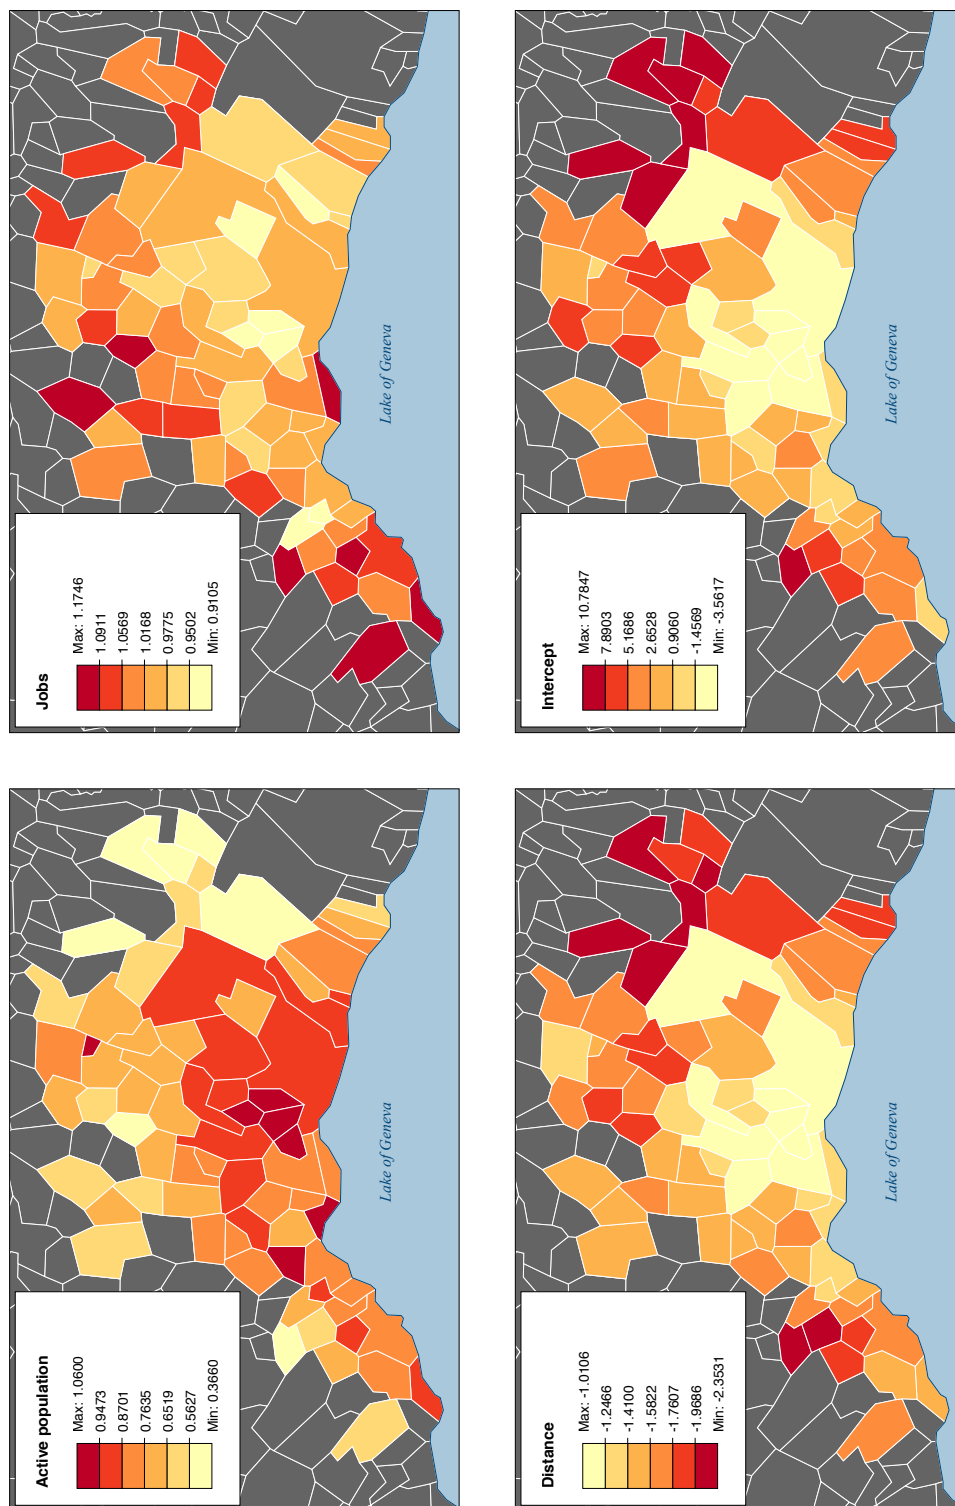 Active population
Max: 1.0600
0.9473
0.8701
0.7635
0.6519
0.5627
Min: 0.3660
Lake of Geneva
Jobs
Max: 1.1746
1.0911
1.0569
1.0168
0.9775
0.9502
Min: 0.9105
Lake of Geneva
Distance
Max: -1.0106
-1.2466
-1.4100
-1.5822
-1.7607
-1.9686
Min: -2.3531
Lake of Geneva
Intercept
Max: 10.7847
7.8903
5.1686
2.6528
0.9060
-1.4569
Min: -3.5617
Lake of Geneva